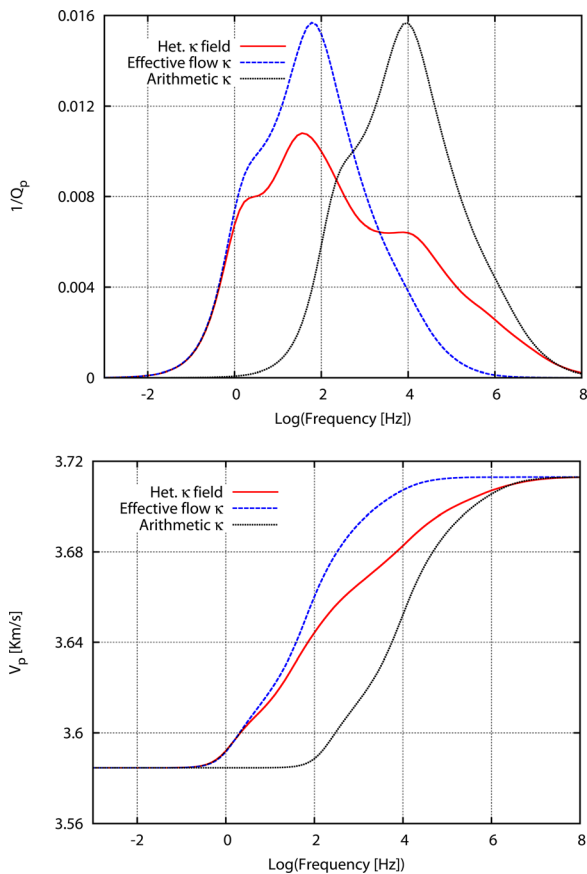 0.016
Het. κ field
Effective flow κ
Arithmetic κ
0.012
1/Qp
0.008
0.004
0
-2 0 2 4 6 8
Log(Frequency [Hz])
3.72
Het. κ field
Effective flow κ
Arithmetic κ
3.68
Vp [Km/s]
3.64
3.6
3.56
-2 0 2 4 6 8
Log(Frequency [Hz])